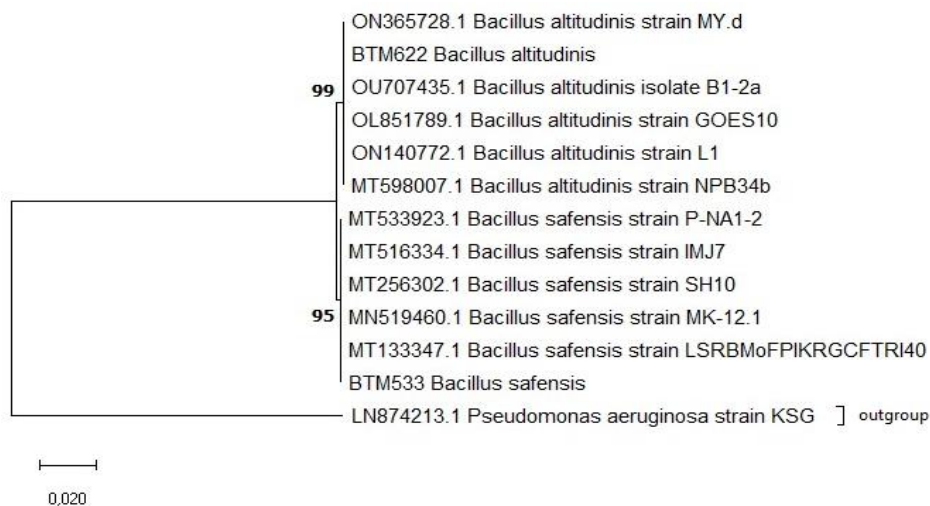 ON365728.1 Bacillus altitudinis strain MY.d
BTM622 Bacillus altitudinis
99
OU707435.1 Bacillus altitudinis isolate B1-2a
OL851789.1 Bacillus altitudinis strain GOES10
ON140772.1 Bacillus altitudinis strain L1
MT598007.1 Bacillus altitudinis strain NPB34b
MT533923.1 Bacillus safensis strain P-NA1-2
MT516334.1 Bacillus safensis strain IMJ7
MT256302.1 Bacillus safensis strain SH10
95
MN519460.1 Bacillus safensis strain MK-12.1
MT133347.1 Bacillus safensis strain LSRBMoFPIKRGCFTRI40
BTM533 Bacillus safensis
LN874213.1 Pseudomonas aeruginosa strain KSG ] outgroup
0,020